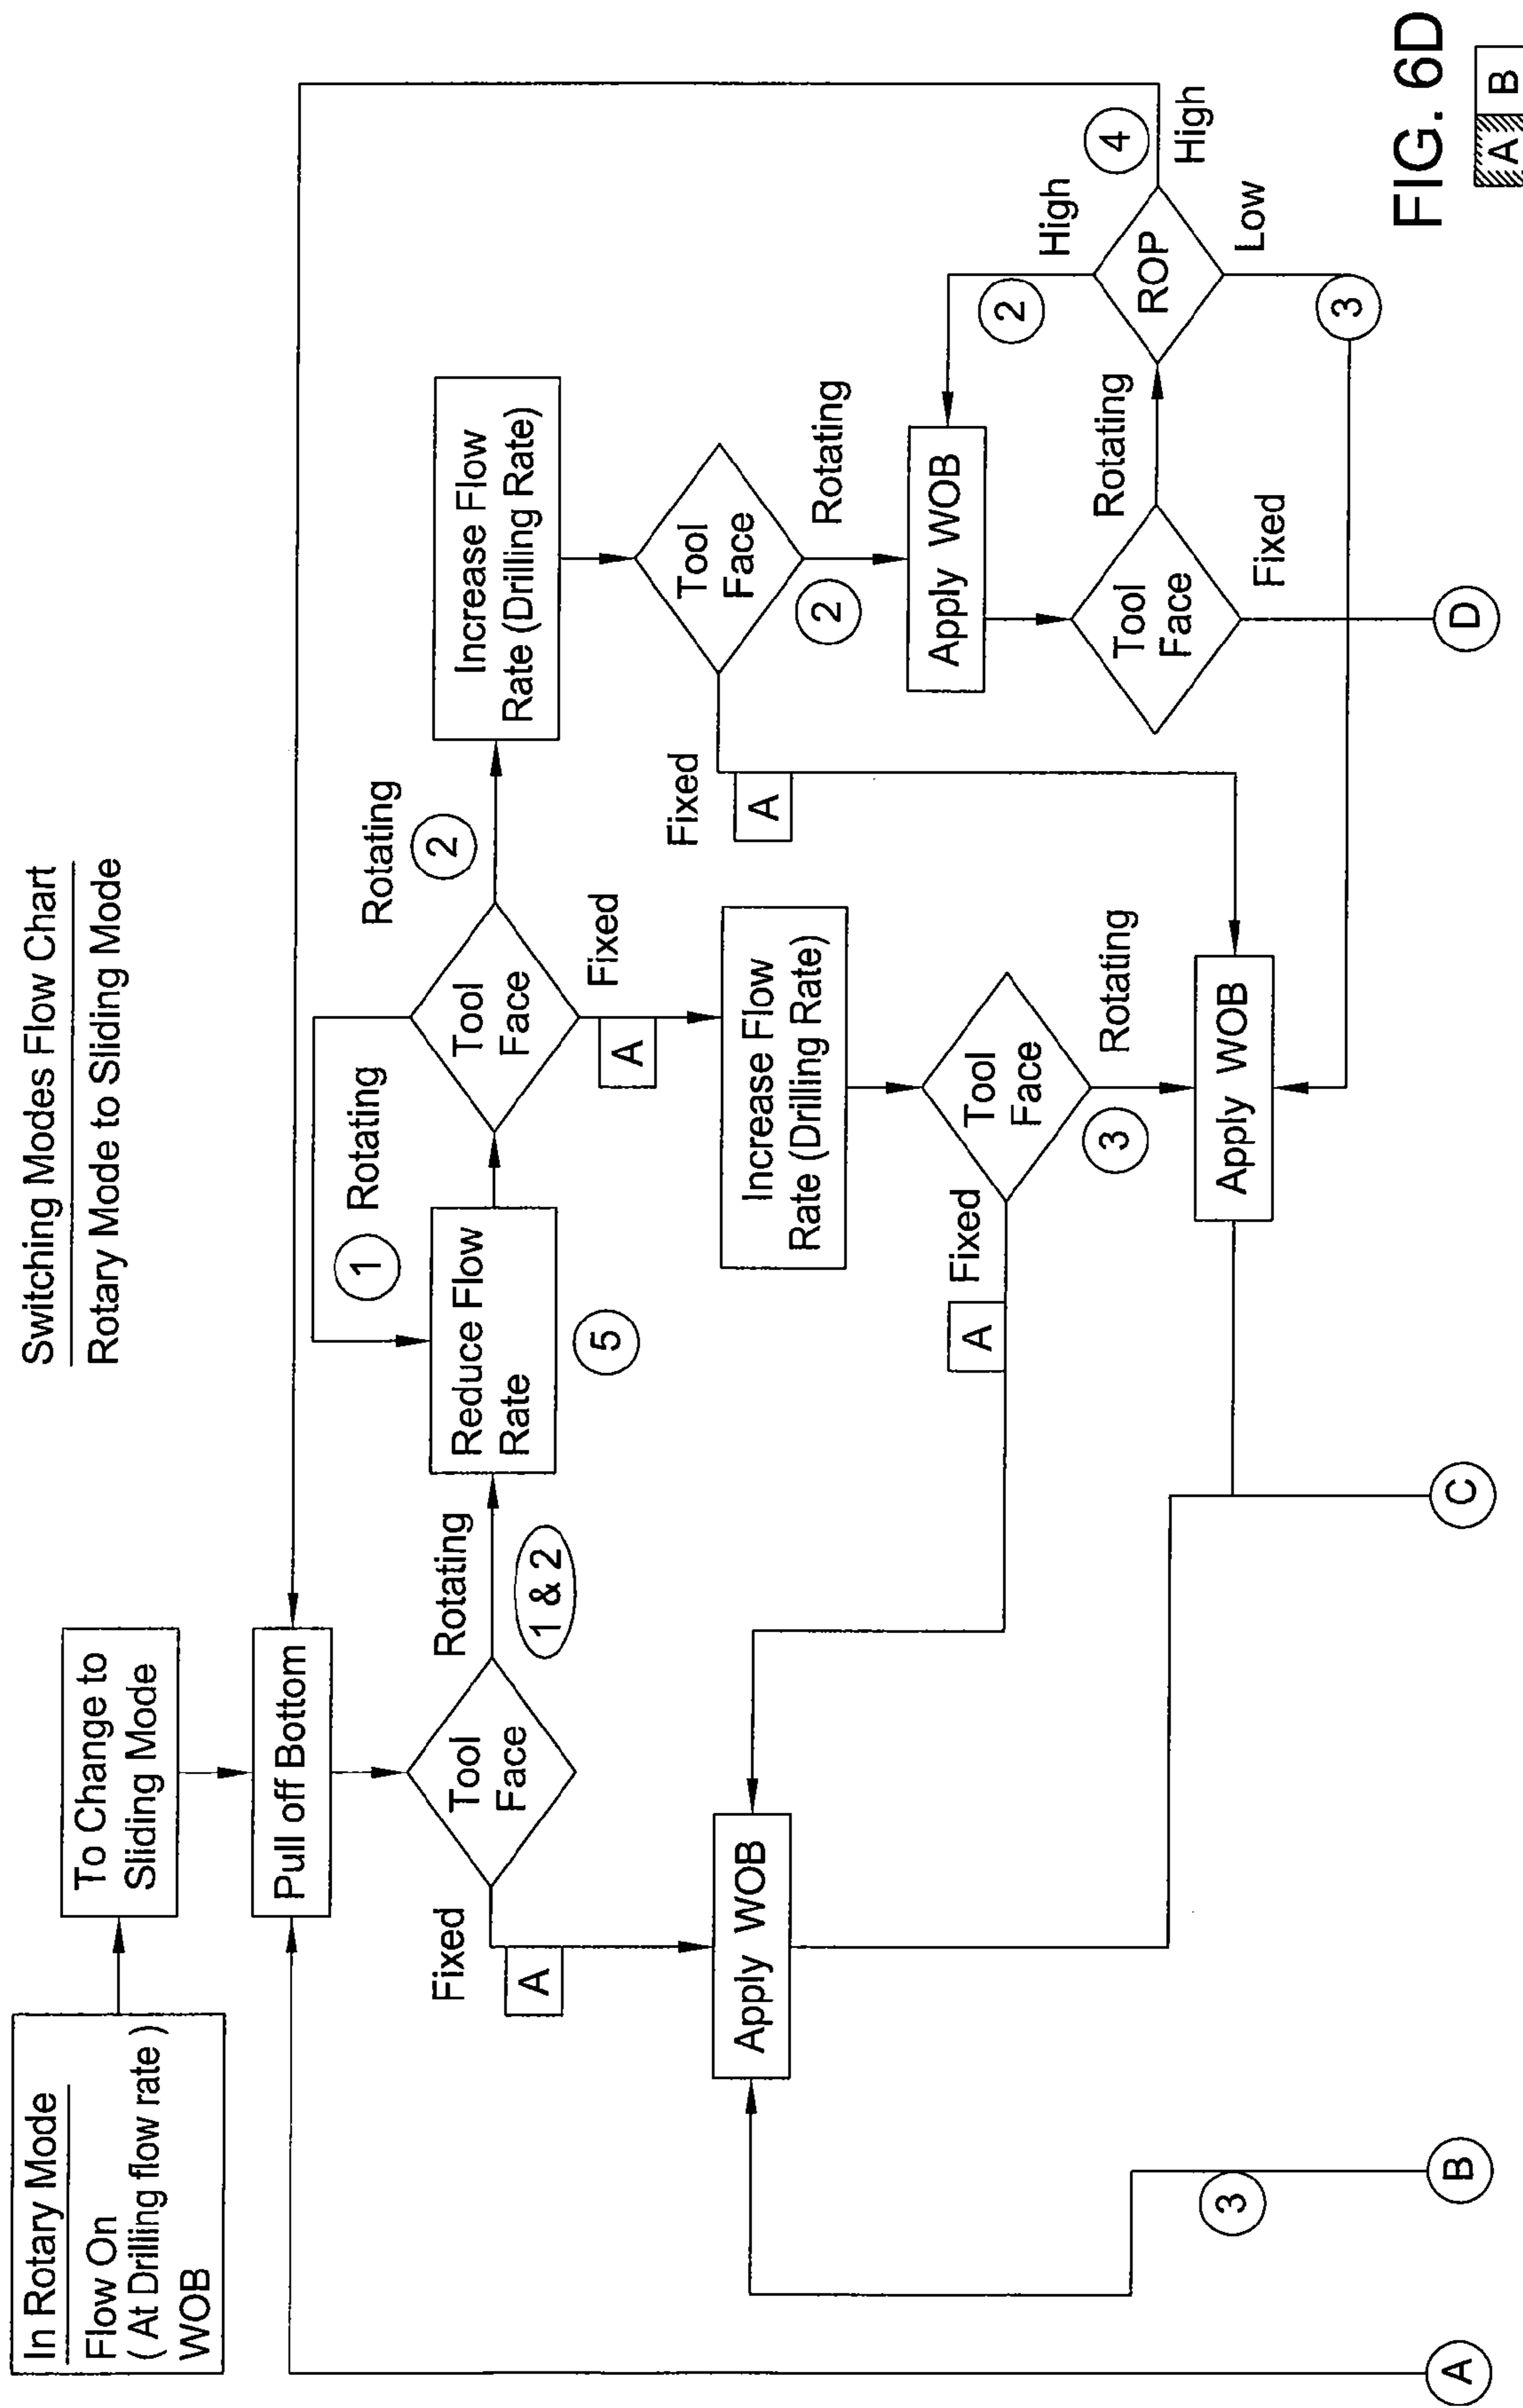 Switching Modes Flow Chart
Rotary Mode to Sliding Mode
In Rotary Mode
Flow On
( At Drilling flow rate )
WOB
To Change to
Sliding Mode
Pull off Bottom
Tool
Face
Fixed
A
Rotating
1 & 2
Reduce Flow
Rate
5
1
Rotating
Tool
Face
Rotating
2
Fixed
A
Increase Flow
Rate (Drilling Rate)
Tool
Face
Fixed
A
Rotating
2
Increase Flow
Rate (Drilling Rate)
Tool
Face
Fixed
A
Rotating
3
Apply WOB
Apply WOB
Apply WOB
Tool
Face
Rotating
Fixed
ROP
High
2
4
High
Low
3
3
A
B
C
D
FIG. 6D
A B